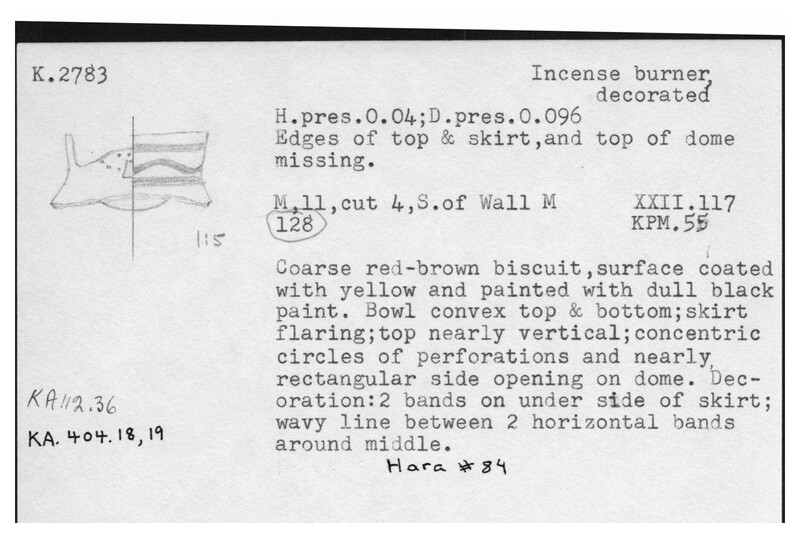 K.2783
Incense burner,
decorated
H.pres.0.04;D.pres.0.096
Edges of top & skirt,and top of dome
missing.
M,11,cut 4,S.of Wall M XXII.117
128 KPM.55
1:5
Coarse red-brown biscuit,surface coated
with yellow and painted with dull black
paint. Bowl convex top & bottom;skirt
flaring;top nearly vertical;concentric
circles of perforations and nearly
rectangular side opening on dome. Dec-
oration:2 bands on under side of skirt;
wavy line between 2 horizontal bands
around middle.
KA112.36
KA.404.18,19
Hara #84